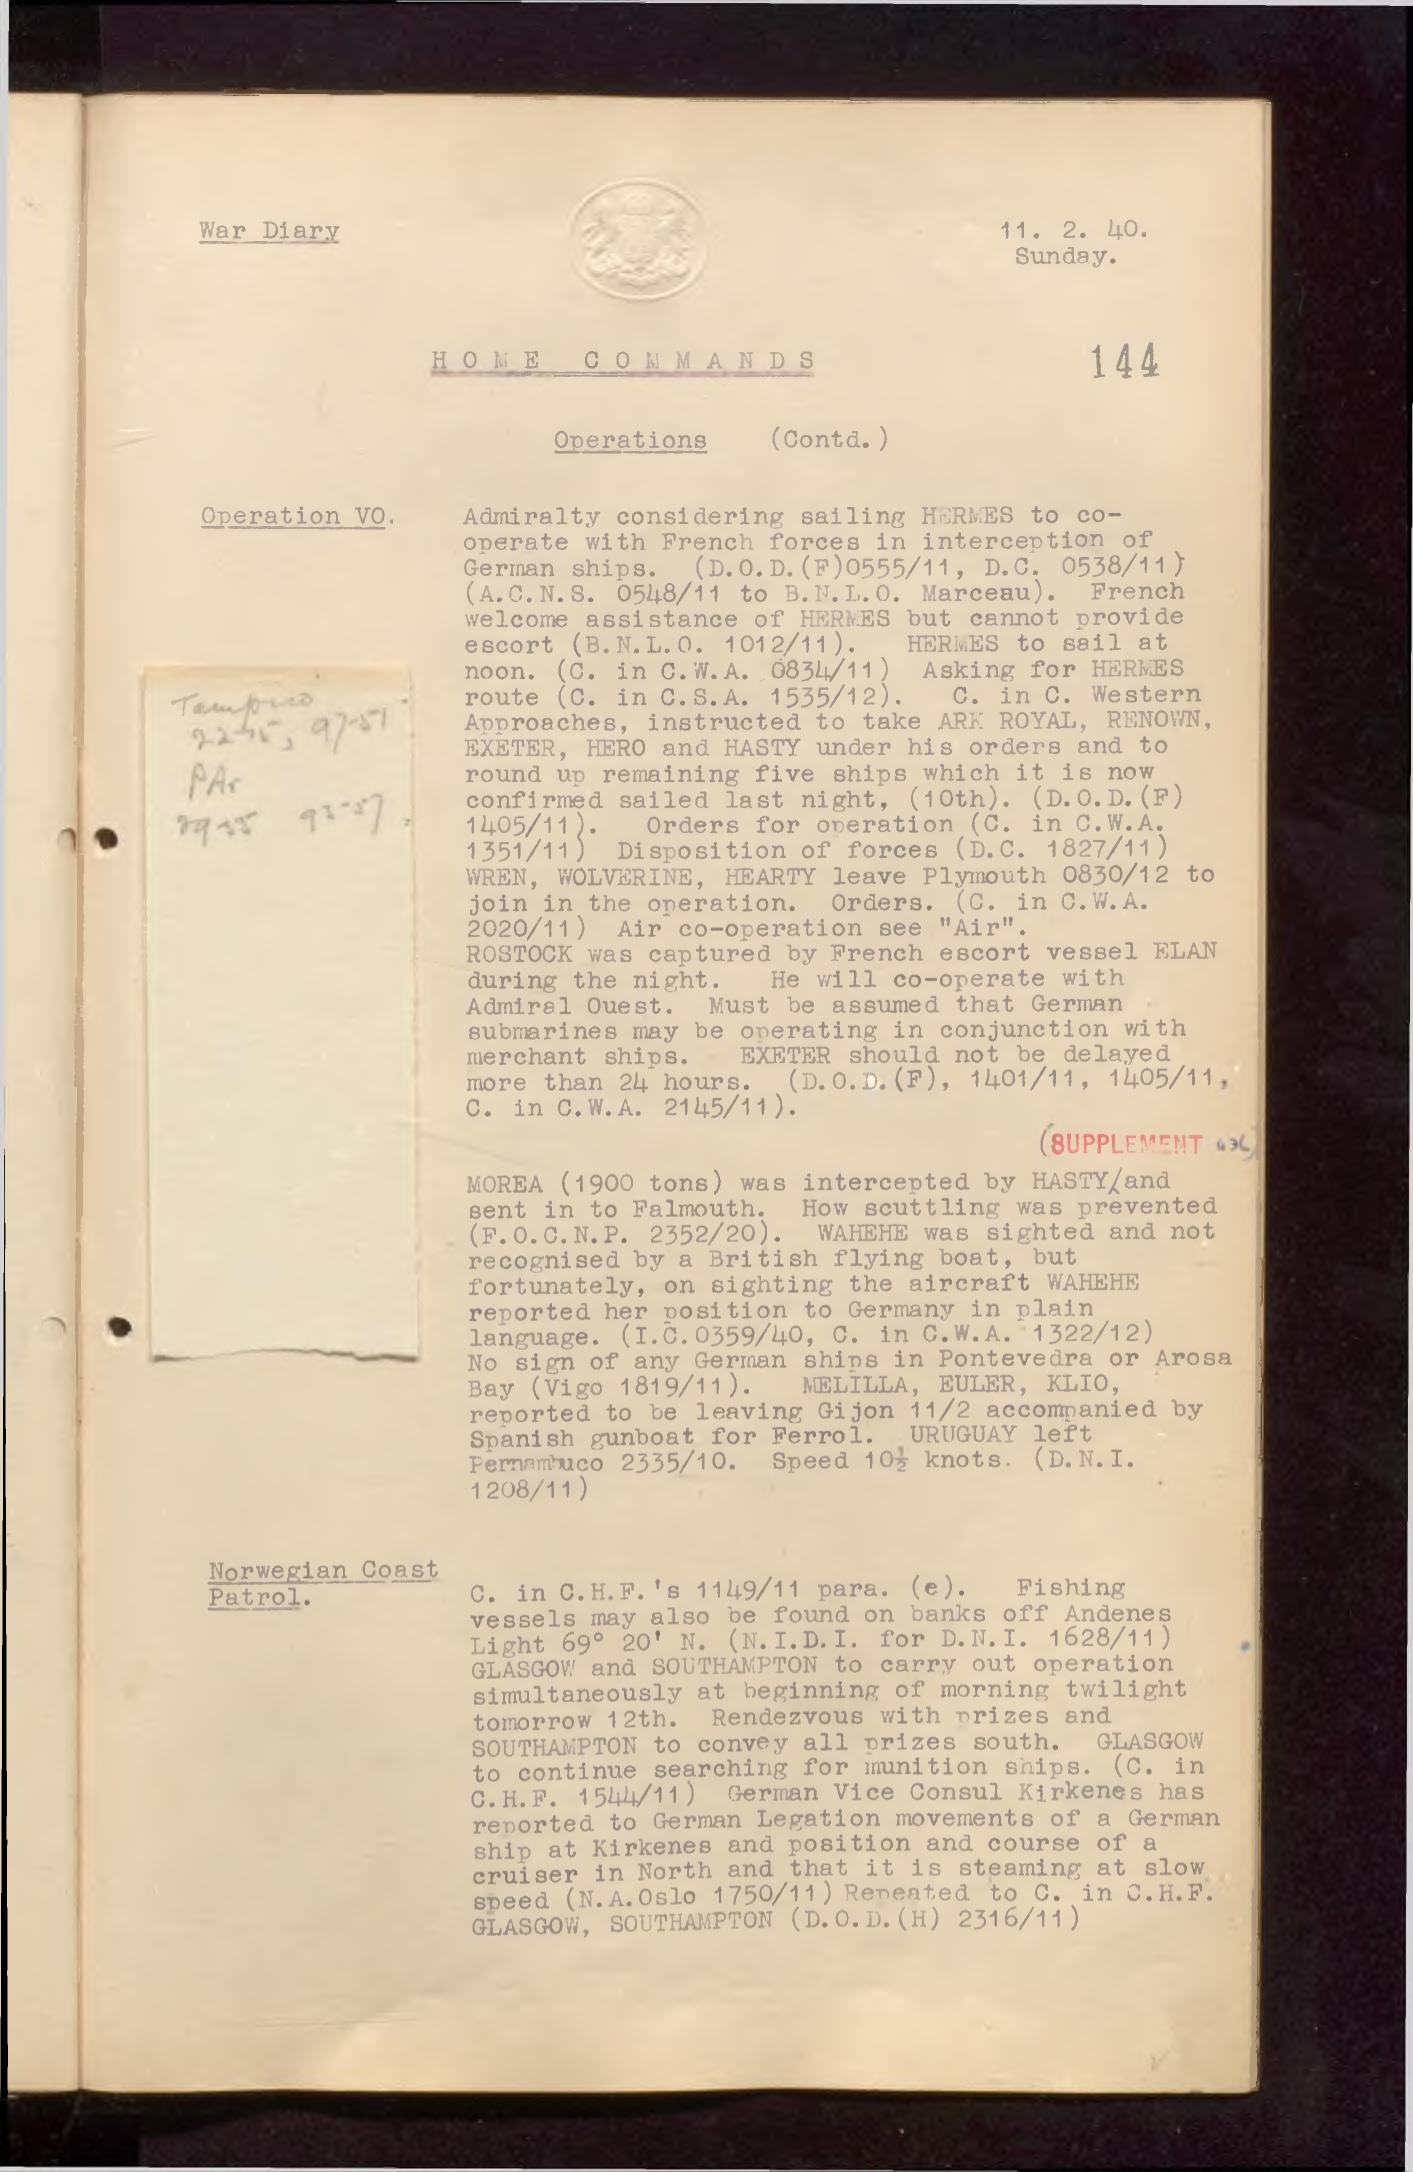 War Diary
11. 2. 40.
Sunday.
HOME COMMANDS
144
Operations (Contd.)
Operation VO.
Admiralty considering sailing HERMES to co-
operate with French forces in interception of
German ships. (D.O.D.(F)0555/11, D.C. 0538/11)
(A.C.N.S. 0548/11 to B.N.L.O. Marceau). French
welcome assistance of HERMES but cannot provide
escort (B.N.L.O. 1012/11). HERMES to sail at
noon. (C. in C.W.A. 0834/11) Asking for HERMES
route (C. in C.S.A. 1535/12). C. in C. Western
Approaches, instructed to take ARK ROYAL, RENOWN,
EXETER, HERO and HASTY under his orders and to
round up remaining five ships which it is now
confirmed sailed last night, (10th). (D.O.D.(F)
1405/11). Orders for operation (C. in C.W.A.
1351/11) Disposition of forces (D.C. 1827/11)
WREN, WOLVERINE, HEARTY leave Plymouth 0830/12 to
join in the operation. Orders. (C. in C.W.A.
2020/11) Air co-operation see "Air".
ROSTOCK was captured by French escort vessel ELAN
during the night. He will co-operate with
Admiral Ouest. Must be assumed that German
submarines may be operating in conjunction with
merchant ships. EXETER should not be delayed
more than 24 hours. (D.O.D.(F), 1401/11, 1405/11,
C. in C.W.A. 2145/11).
(SUPPLEMENT
MOREA (1900 tons) was intercepted by HASTY/and
sent in to Falmouth. How scuttling was prevented
(F.O.C.N.P. 2352/20). WAHEHE was sighted and not
recognised by a British flying boat, but
fortunately, on sighting the aircraft WAHEHE
reported her position to Germany in plain
language. (I.C.0359/40, C. in C.W.A. 1322/12)
No sign of any German ships in Pontevedra or Arosa
Bay (Vigo 1819/11). MELILLA, EULER, KLIO,
reported to be leaving Gijon 11/2 accompanied by
Spanish gunboat for Ferrol. URUGUAY left
Pernambuco 2335/10. Speed 10½ knots. (D.N.I.
1208/11)
Tampico
97-51
PAr
93-57
Norwegian Coast
Patrol.
C. in C.H.F.'s 1149/11 para. (e). Fishing
vessels may also be found on banks off Andenes
Light 69° 20' N. (N.I.D.I. for D.N.I. 1628/11)
GLASGOW and SOUTHAMPTON to carry out operation
simultaneously at beginning of morning twilight
tomorrow 12th. Rendezvous with prizes and
SOUTHAMPTON to convey all prizes south. GLASGOW
to continue searching for munition ships. (C. in
C.H.F. 1544/11) German Vice Consul Kirkenes has
reported to German Legation movements of a German
ship at Kirkenes and position and course of a
cruiser in North and that it is steaming at slow
speed (N.A.Oslo 1750/11) Repeated to C. in C.H.F.
GLASGOW, SOUTHAMPTON (D.O.D.(H) 2316/11)